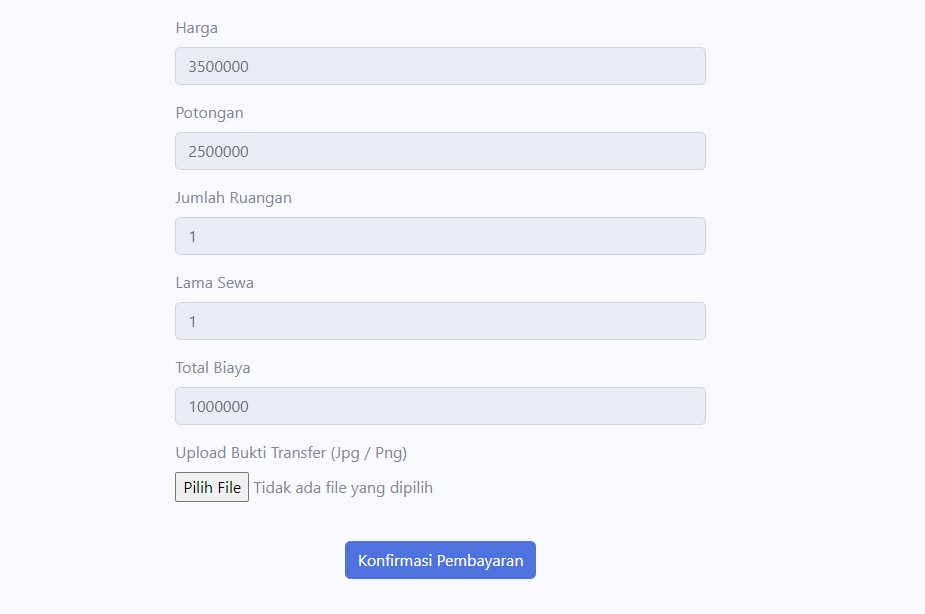 Harga
3500000
Potongan
2500000
Jumlah Ruangan
1
Lama Sewa
1
Total Biaya
1000000
Upload Bukti Transfer (Jpg / Png)
Pilih File Tidak ada file yang dipilih
Konfirmasi Pembayaran